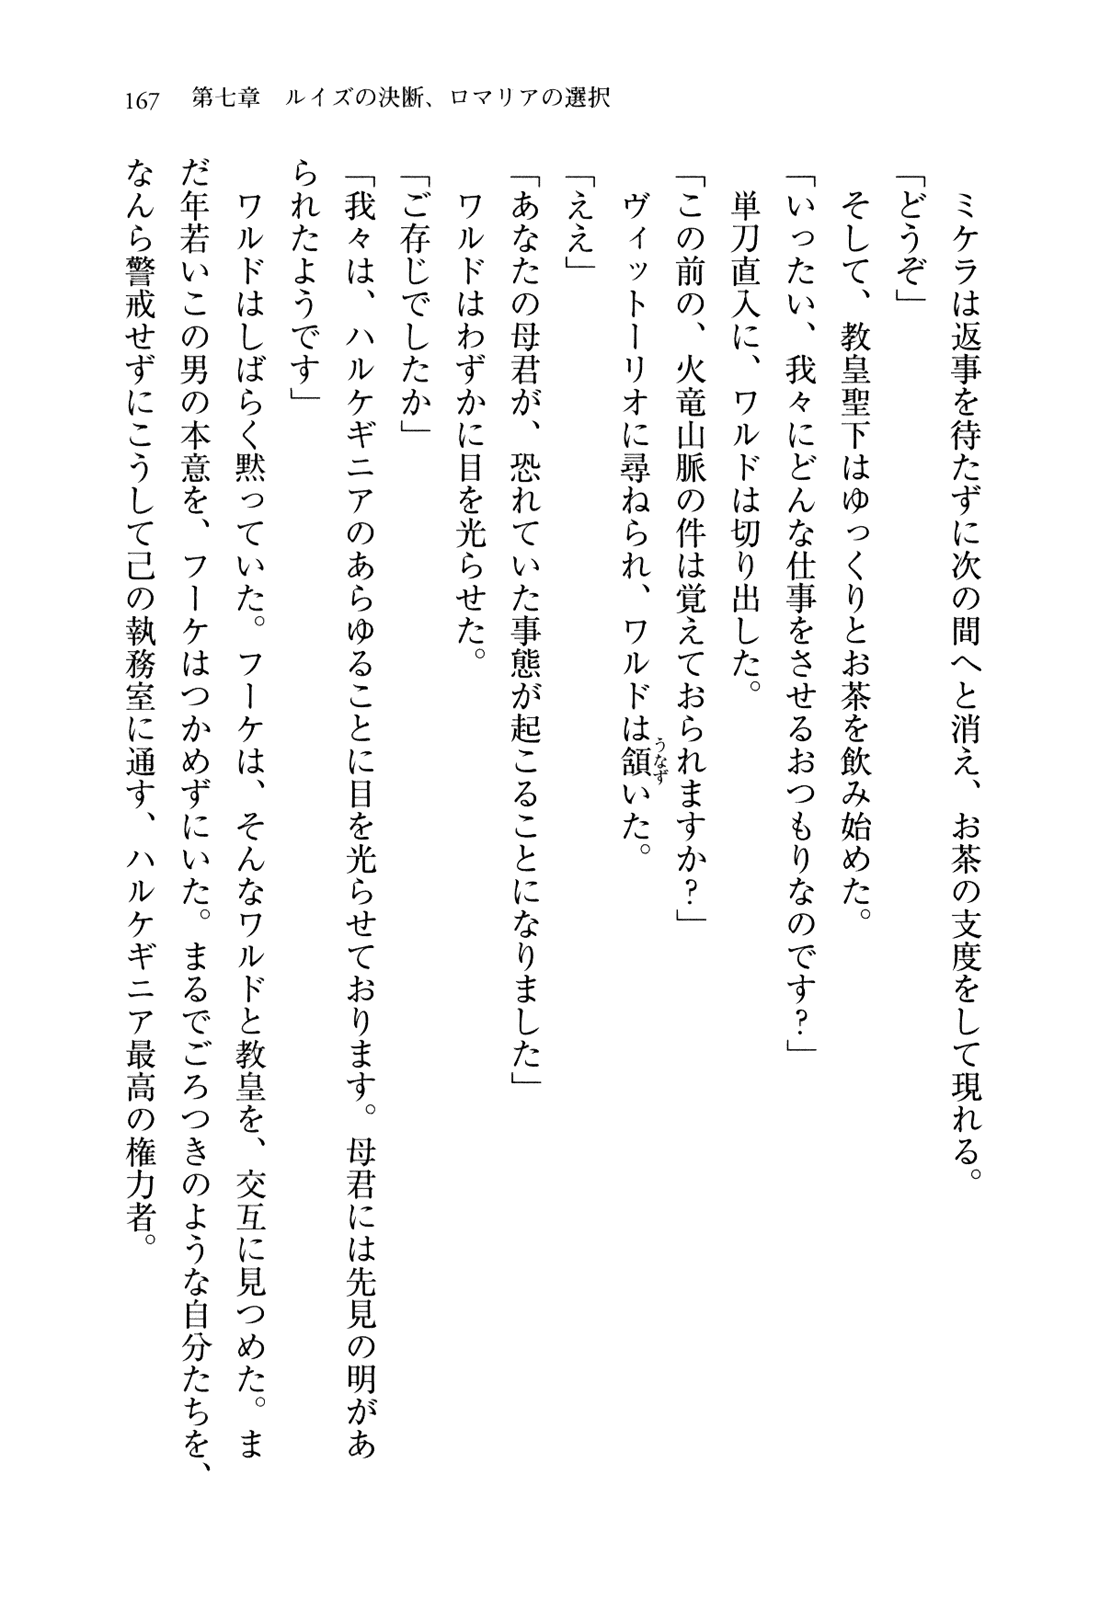 167 第七章 ルイズの決断、ロマリアの選択
ミケラは返事を待たずに次の間へと消え、お茶の支度をして現れる。
「どうぞ」
そして、教皇聖下はゆっくりとお茶を飲み始めた。
「いったい、我々にどんな仕事をさせるおつもりなのです?」
単刀直入に、ワルドは切り出した。
「この前の、火竜山脈の件は覚えておられますか?」
ヴィットーリオに尋ねられ、ワルドは頷いた。
うなず
「ええ」
「あなたの母君が、恐れていた事態が起こることになりました」
ワルドはわずかに目を光らせた。
「ご存じでしたか」
「我々は、ハルケギニアのあらゆることに目を光らせております。母君には先見の明があ
られたようです」
ワルドはしばらく黙っていた。フーケは、そんなワルドと教皇を、交互に見つめた。ま
だ年若いこの男の本意を、フーケはつかめずにいた。まるでごろつきのような自分たちを、
なんら警戒せずにこうして己の執務室に通す、ハルケギニア最高の権力者。